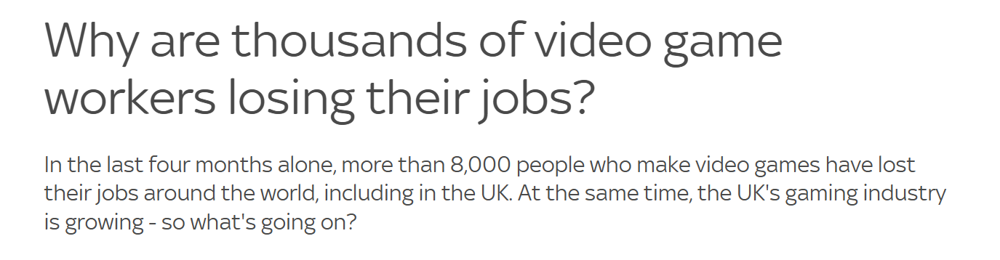 Why are thousands of video game
workers losing their jobs?
In the last four months alone, more than 8,000 people who make video games have lost
their jobs around the world, including in the UK. At the same time, the UK's gaming industry
is growing - so what's going on?